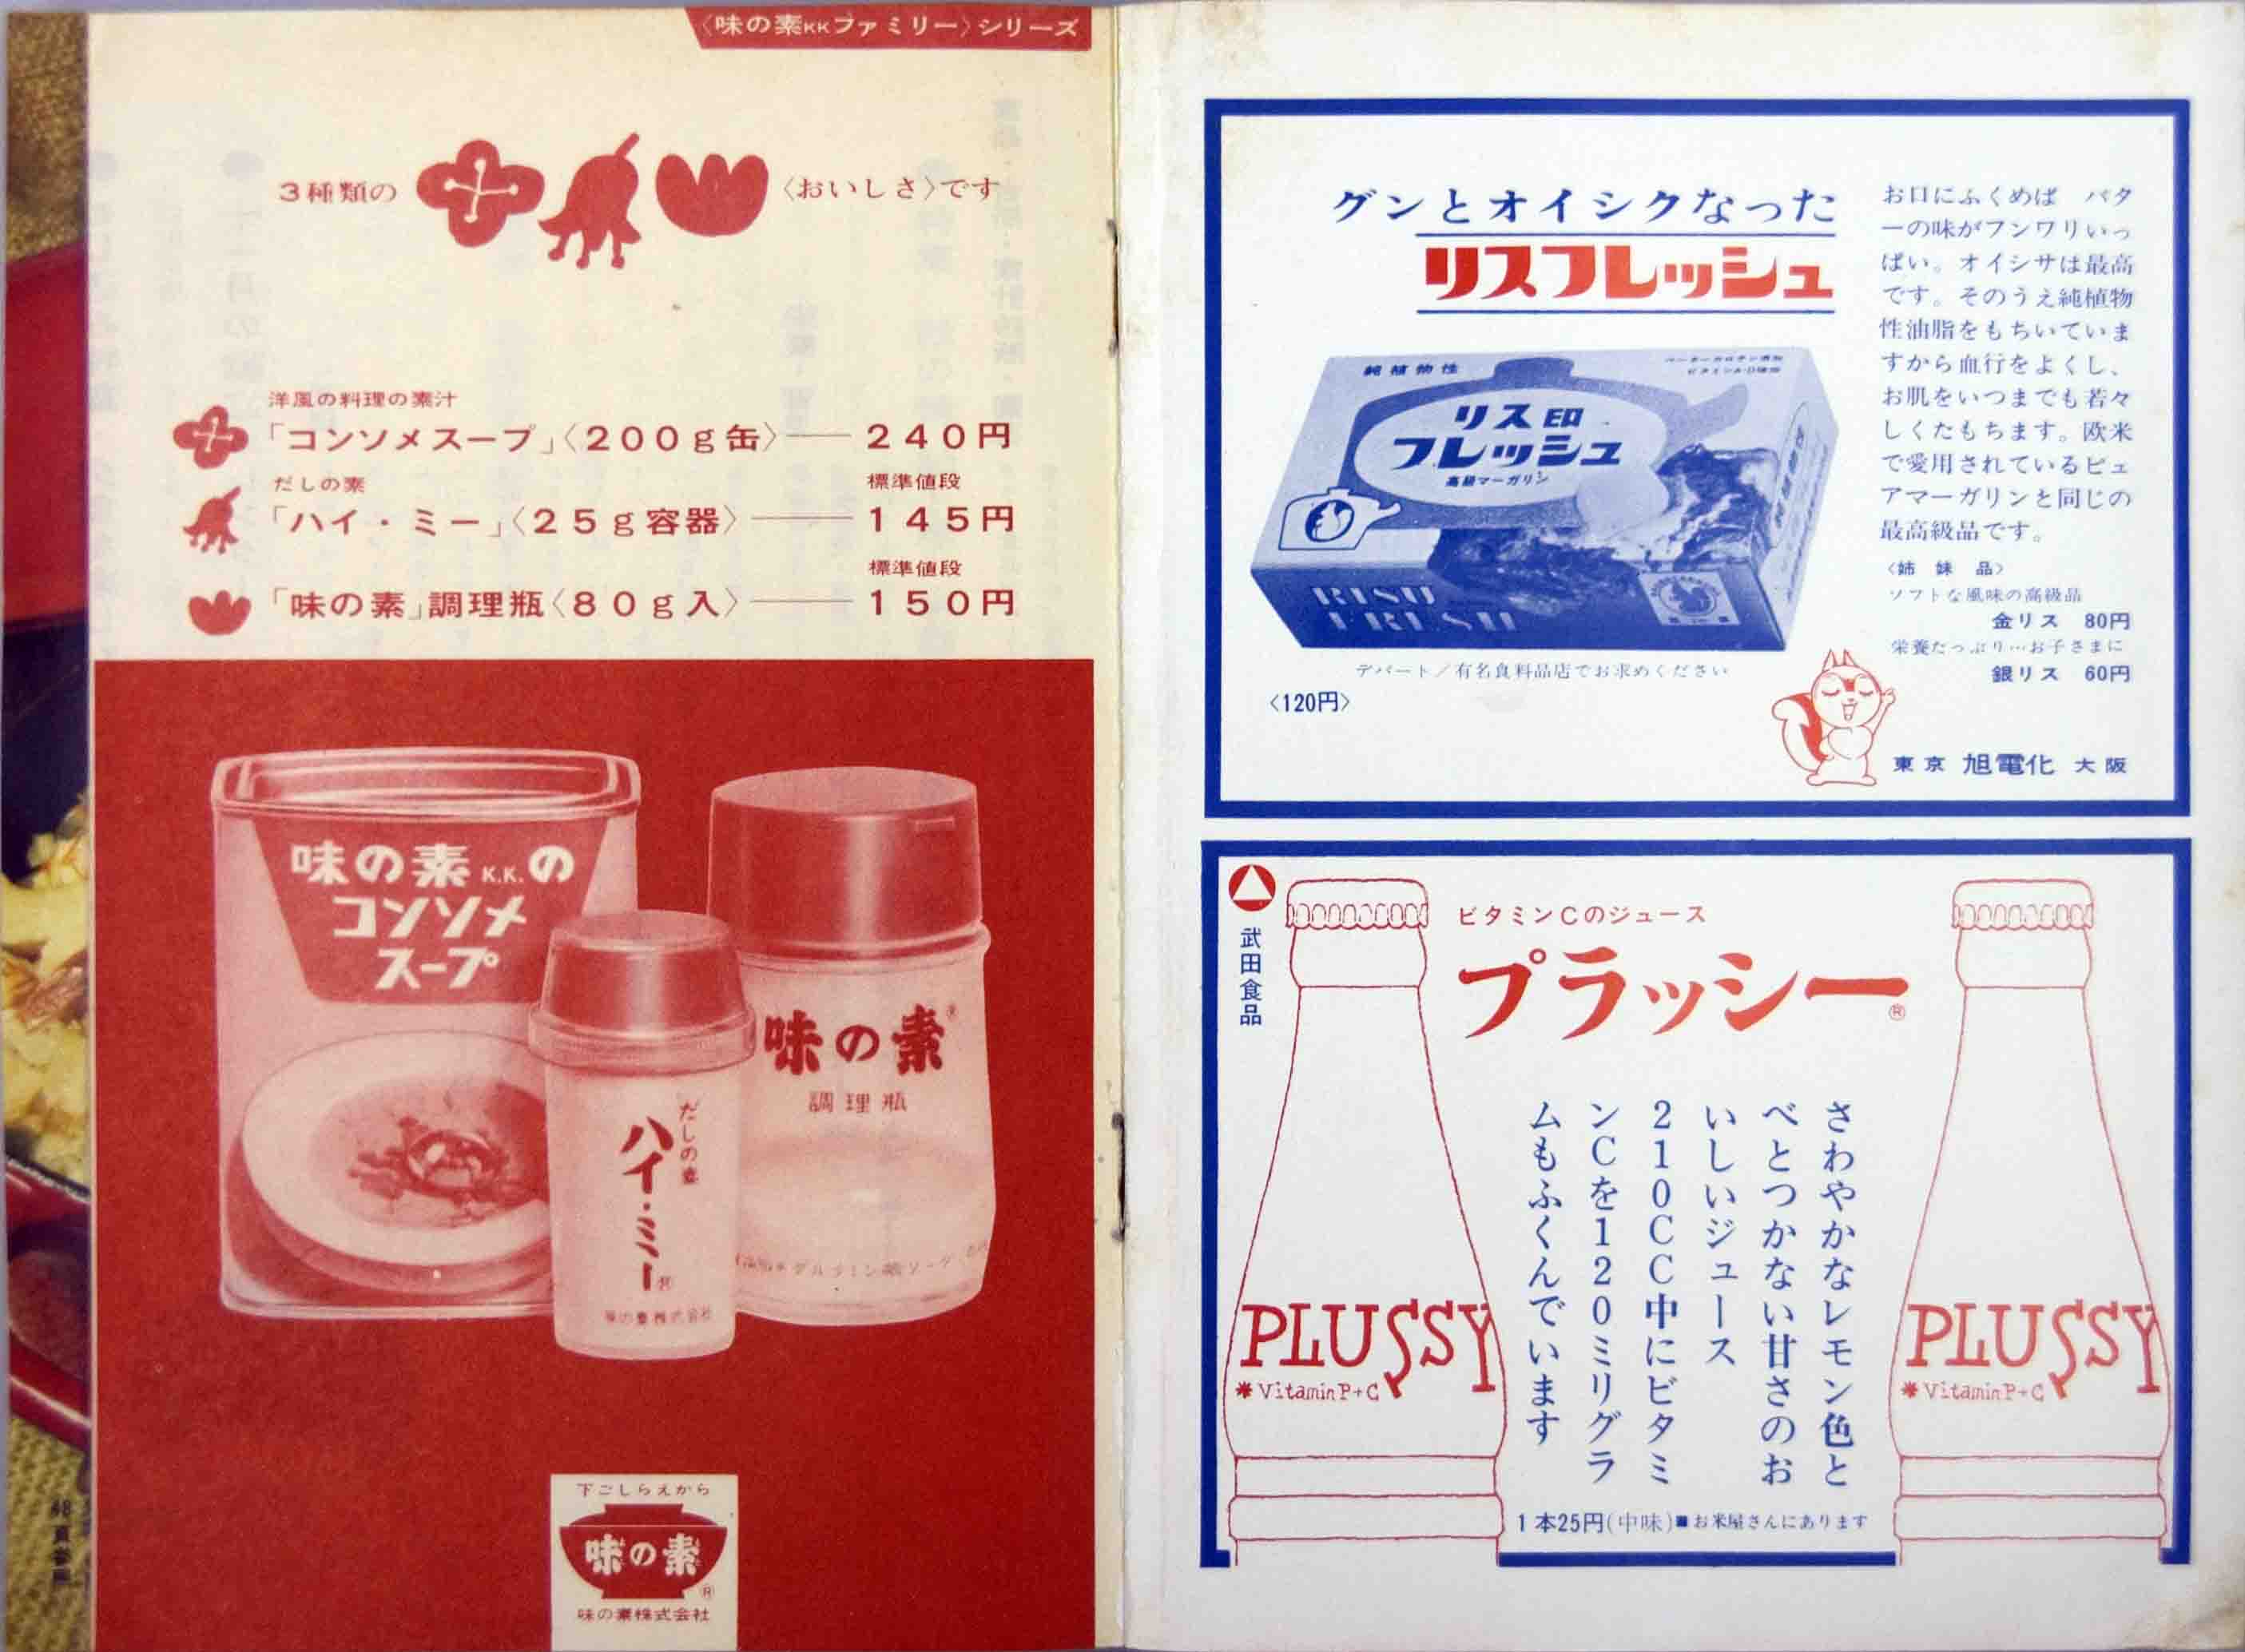 〈味の素KKファミリー〉シリーズ
3種類の
〈おいしさ〉です
洋風の料理の素汁
「コンソメスープ」〈200g缶〉── 240円
だしの素
標準値段
「ハイ・ミー」〈25g容器〉── 145円
標準値段
「味の素」調理瓶〈80g入〉── 150円
味の素K.K.の
コンソメ
スープ
だしの素
ハイ・ミー
味の素株式会社
味の素®
調理瓶
下ごしらえから
味の素
®
味の素株式会社
グンとオイシクなった
リスフレッシュ
純植物性
リス印
フレッシュ
高級マーガリン
RISU
FRESH
デパート/有名食料品店でお求めください
〈120円〉
お口にふくめば バタ
ーの味がフンワリいっ
ぱい。オイシサは最高
です。そのうえ純植物
性油脂をもちいていま
すから血行をよくし、
お肌をいつまでも若々
しくたもちます。欧米
で愛用されているピュ
アマーガリンと同じの
最高級品です。
〈姉妹品〉
ソフトな風味の高級品
金リス 80円
栄養たっぷり…お子さまに
銀リス 60円
東京 旭電化 大阪
武田食品
ビタミンCのジュース
プラッシー®
さわやかなレモン色と
べとつかない甘さのお
いしいジュース
210CC中にビタミ
ンCを120ミリグラ
ムもふくんでいます
PLUSSY
*Vitamin P+C
PLUSSY
*Vitamin P+C
1本25円(中味)■お米屋さんにあります